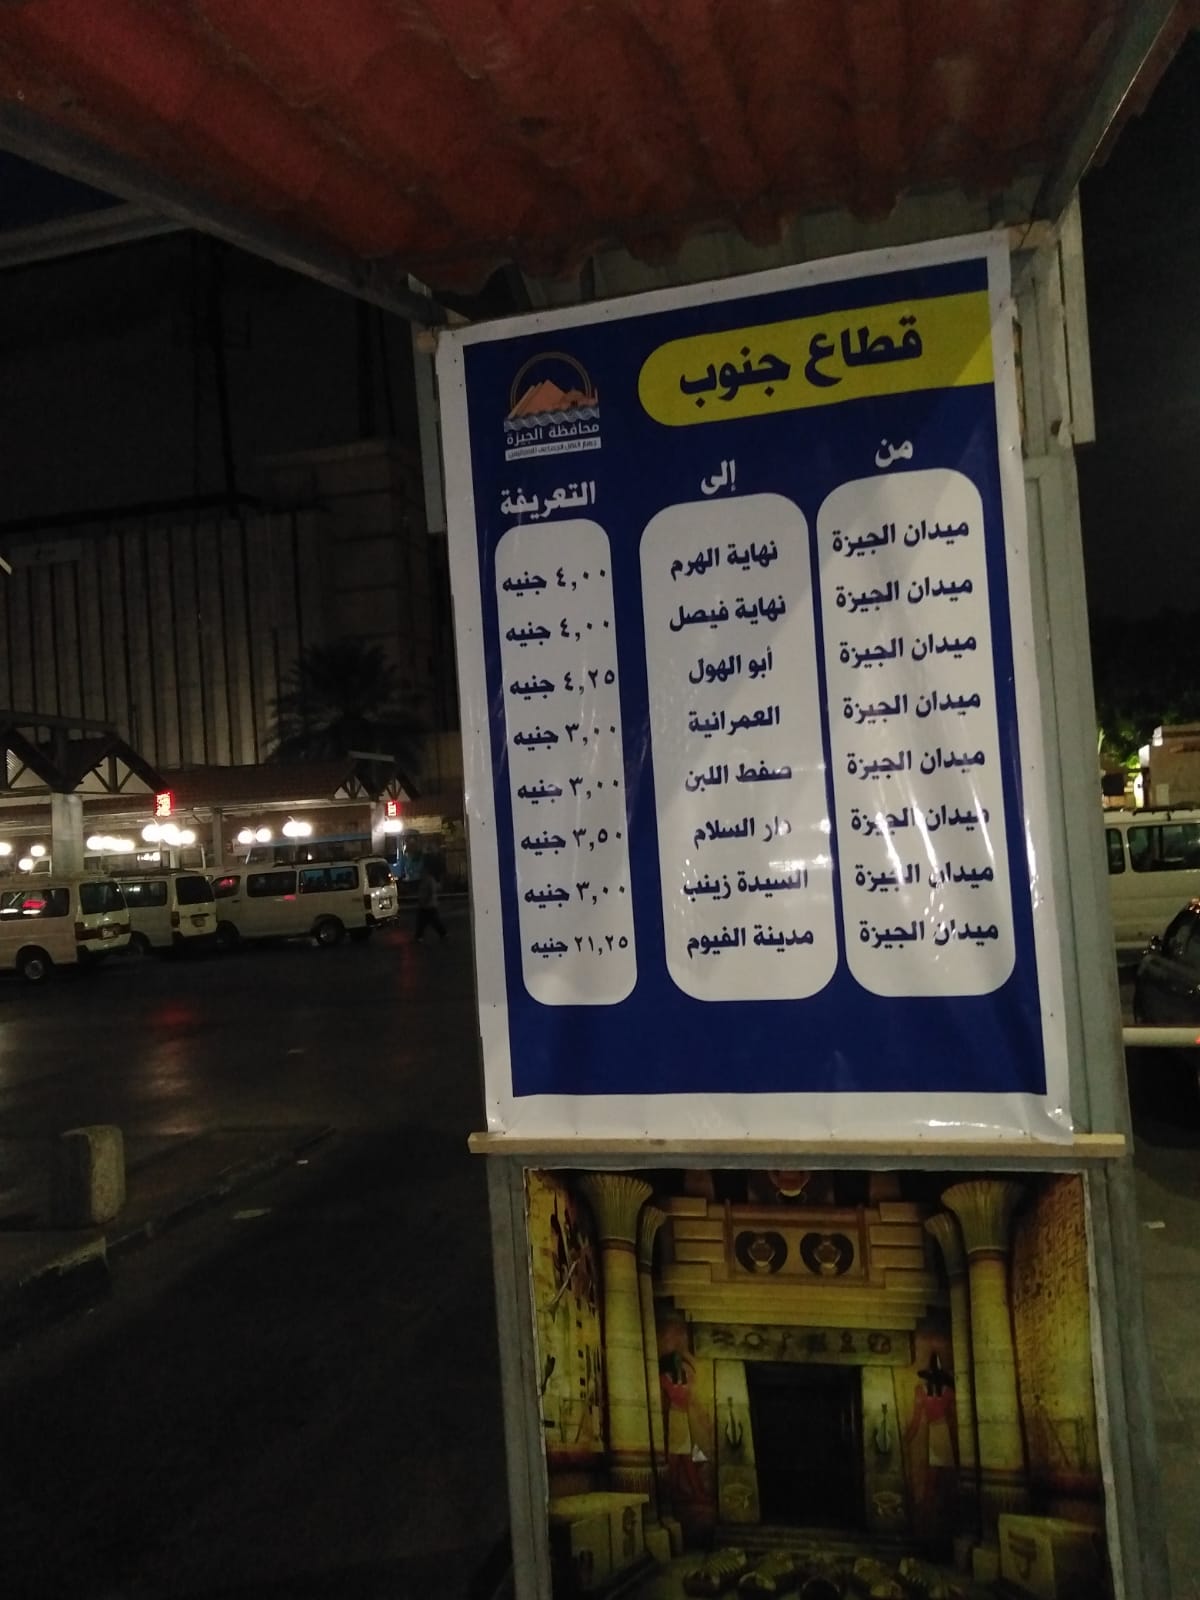 قطاع جنوب
محافظة الجيزة
من إلى التعريفة
ميدان الجيزة نهاية الهرم ٤,٠٠ جنيه
ميدان الجيزة نهاية فيصل ٤,٠٠ جنيه
ميدان الجيزة أبو الهول ٤,٢٥ جنيه
ميدان الجيزة العمرانية ٣,٠٠ جنيه
ميدان الجيزة صفط اللبن ٣,٠٠ جنيه
ميدان الجيزة دار السلام ٣,٥٠ جنيه
ميدان الجيزة السيدة زينب ٣,٠٠ جنيه
ميدان الجيزة مدينة الفيوم ٢١,٢٥ جنيه